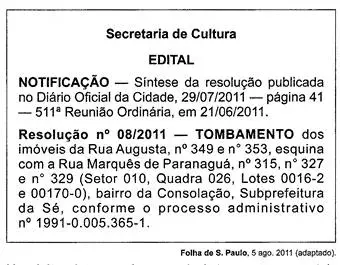 Secretaria de Cultura
EDITAL
NOTIFICAÇÃO — Síntese da resolução publicada
no Diário Oficial da Cidade, 29/07/2011 — página 41
— 511ª Reunião Ordinária, em 21/06/2011.
Resolução nº 08/2011 — TOMBAMENTO dos
imóveis da Rua Augusta, nº 349 e n° 353, esquina
com a Rua Marquês de Paranaguá, nº 315, n° 327
e n° 329 (Setor 010, Quadra 026, Lotes 0016-2
e 00170-0), bairro da Consolação, Subprefeitura
da Sé, conforme o processo administrativo
nº 1991-0.005.365-1.
Folha de S. Paulo, 5 ago. 2011 (adaptado).